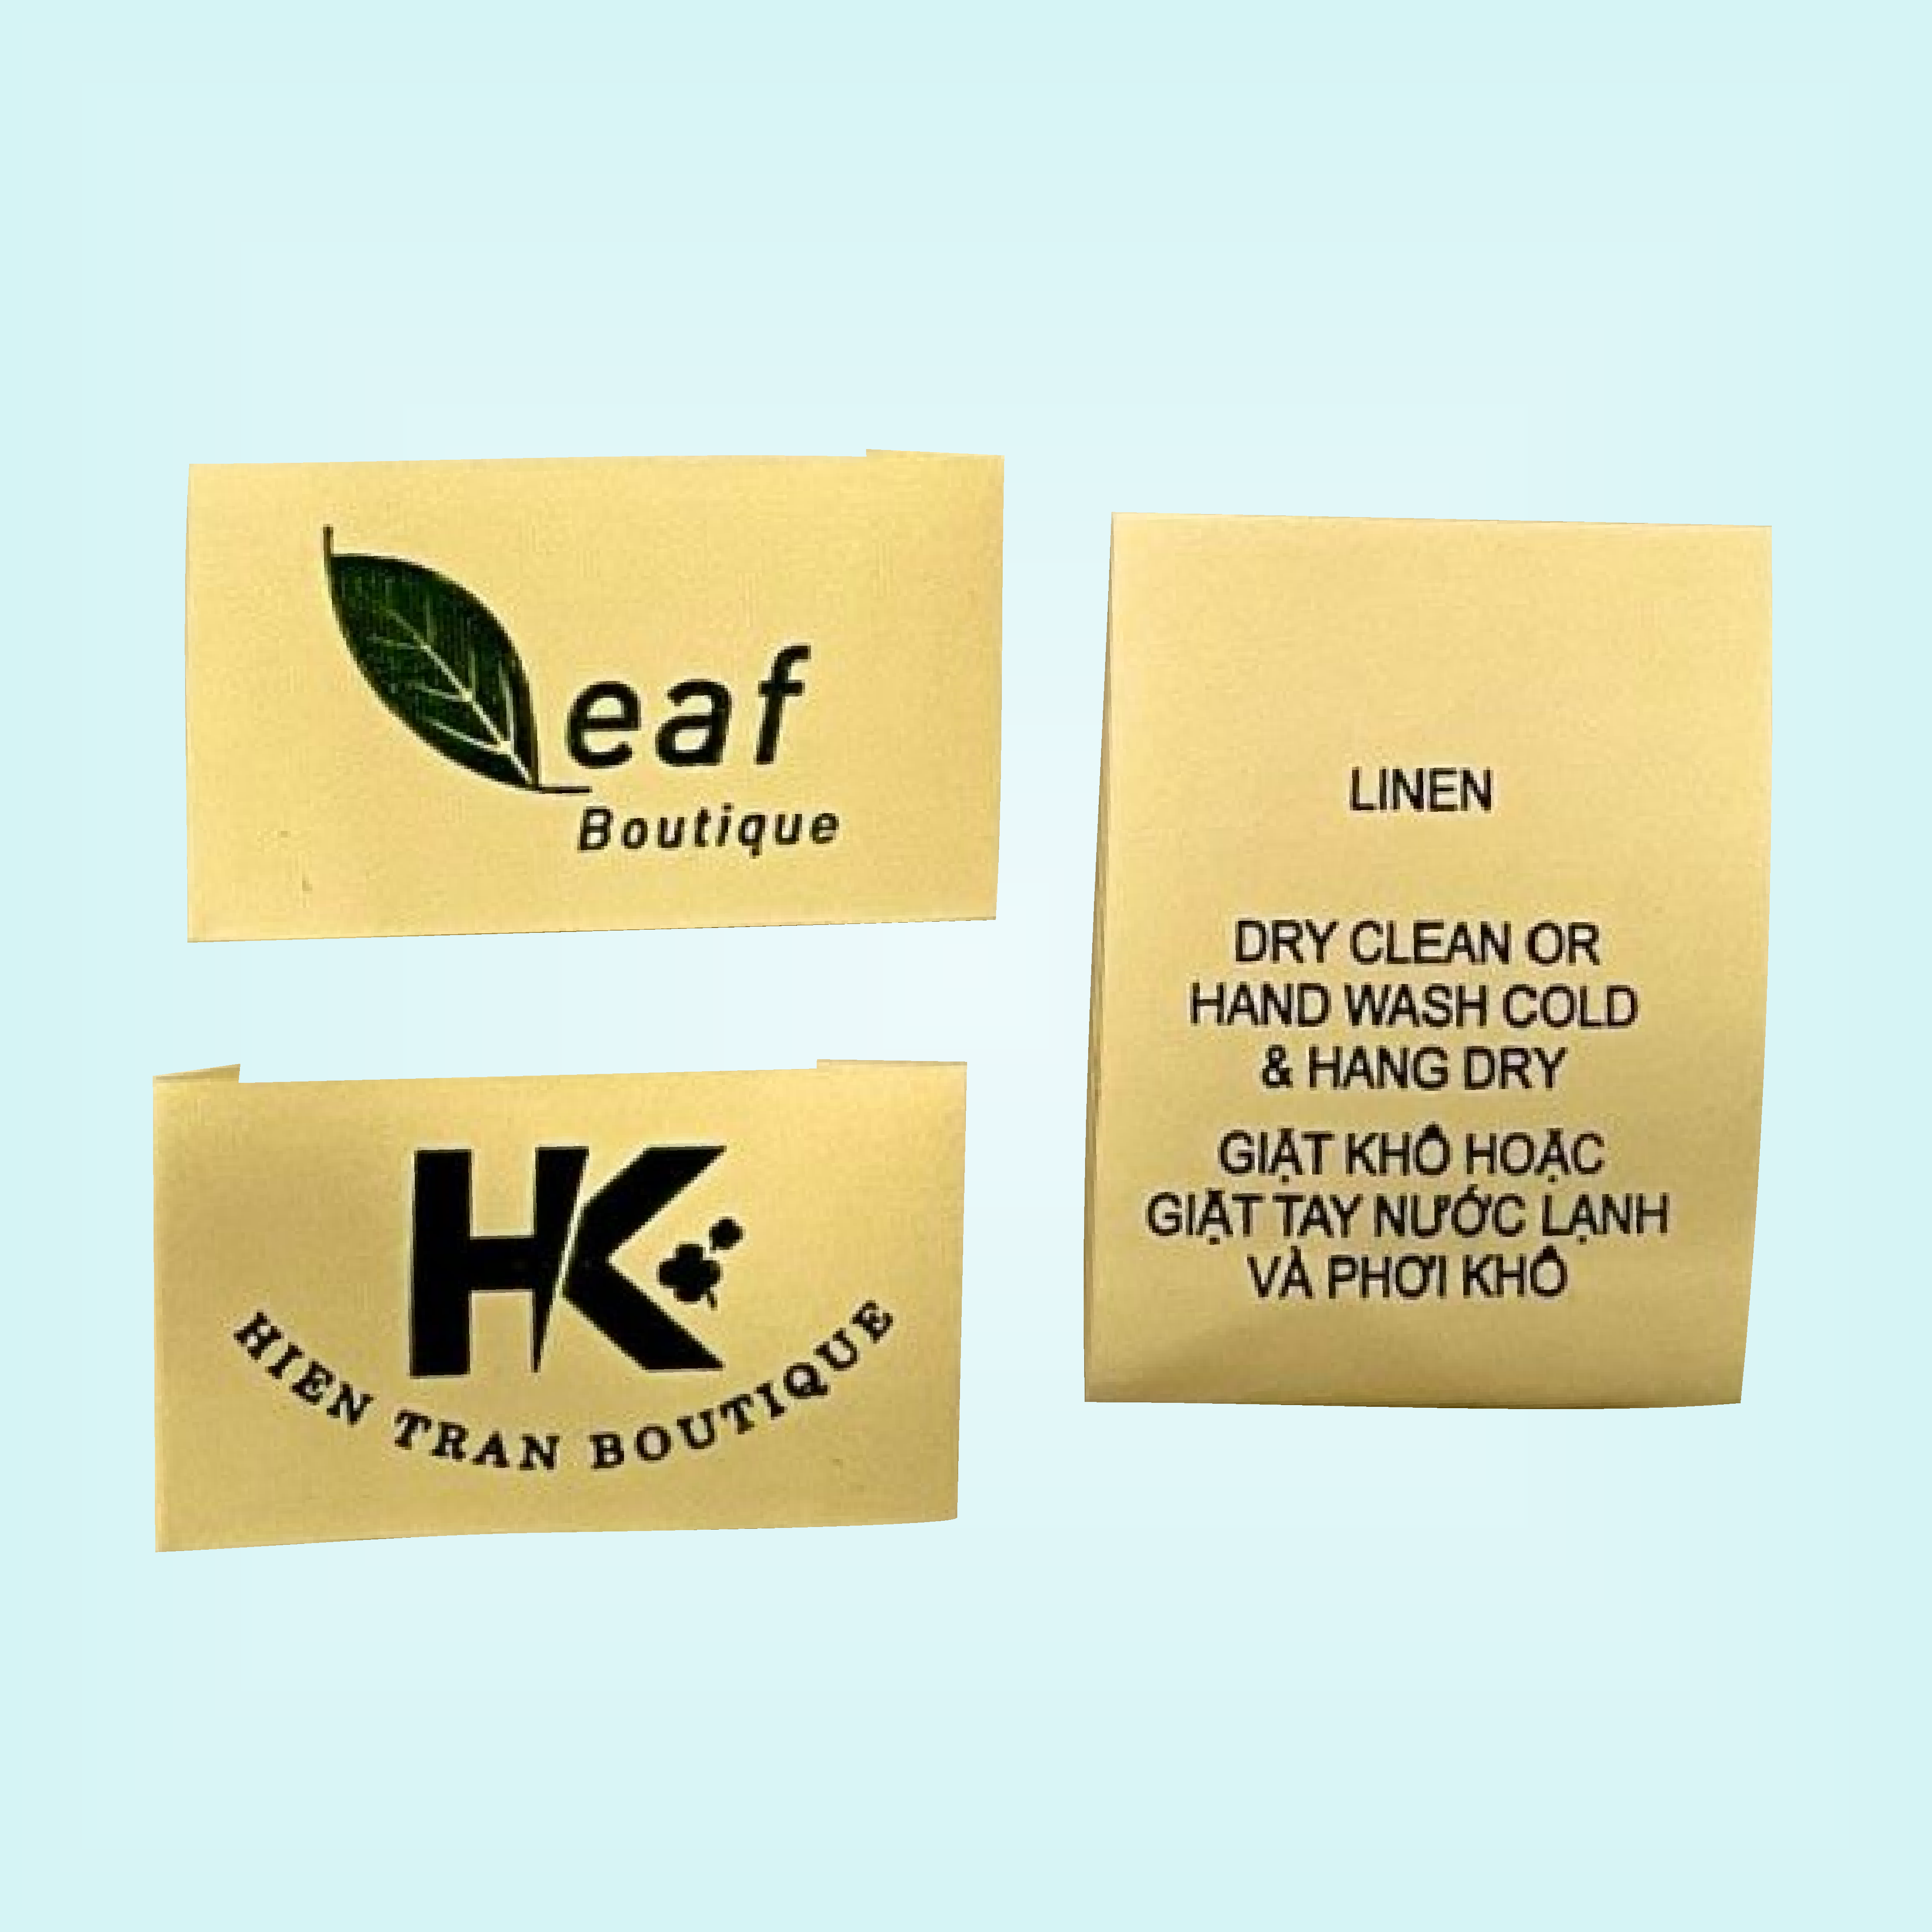 eaf
Boutique
HK
HIEN TRAN BOUTIQUE
LINEN
DRY CLEAN OR
HAND WASH COLD
& HANG DRY
GIẶT KHÔ HOẶC
GIẶT TAY NƯỚC LẠNH
VÀ PHƠI KHÔ